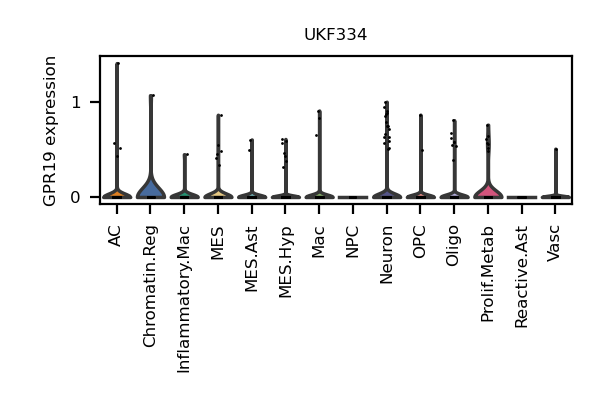 UKF334
GPR19 expression
1
0
AC
Chromatin.Reg
Inflammatory.Mac
MES
MES.Ast
MES.Hyp
Mac
NPC
Neuron
OPC
Oligo
Prolif.Metab
Reactive.Ast
Vasc